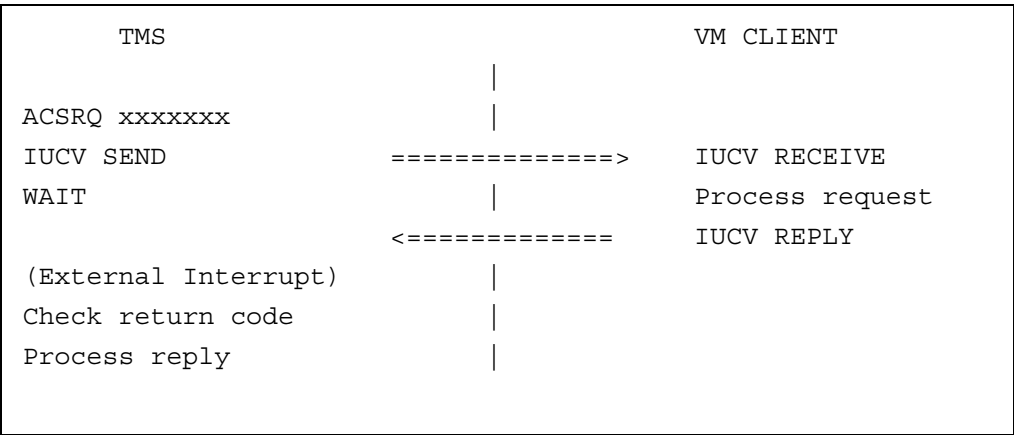 TMS VM CLIENT
|
ACSRQ xxxxxxx |
IUCV SEND ==============> IUCV RECEIVE
WAIT | Process request
<============= IUCV REPLY
(External Interrupt) |
Check return code |
Process reply |